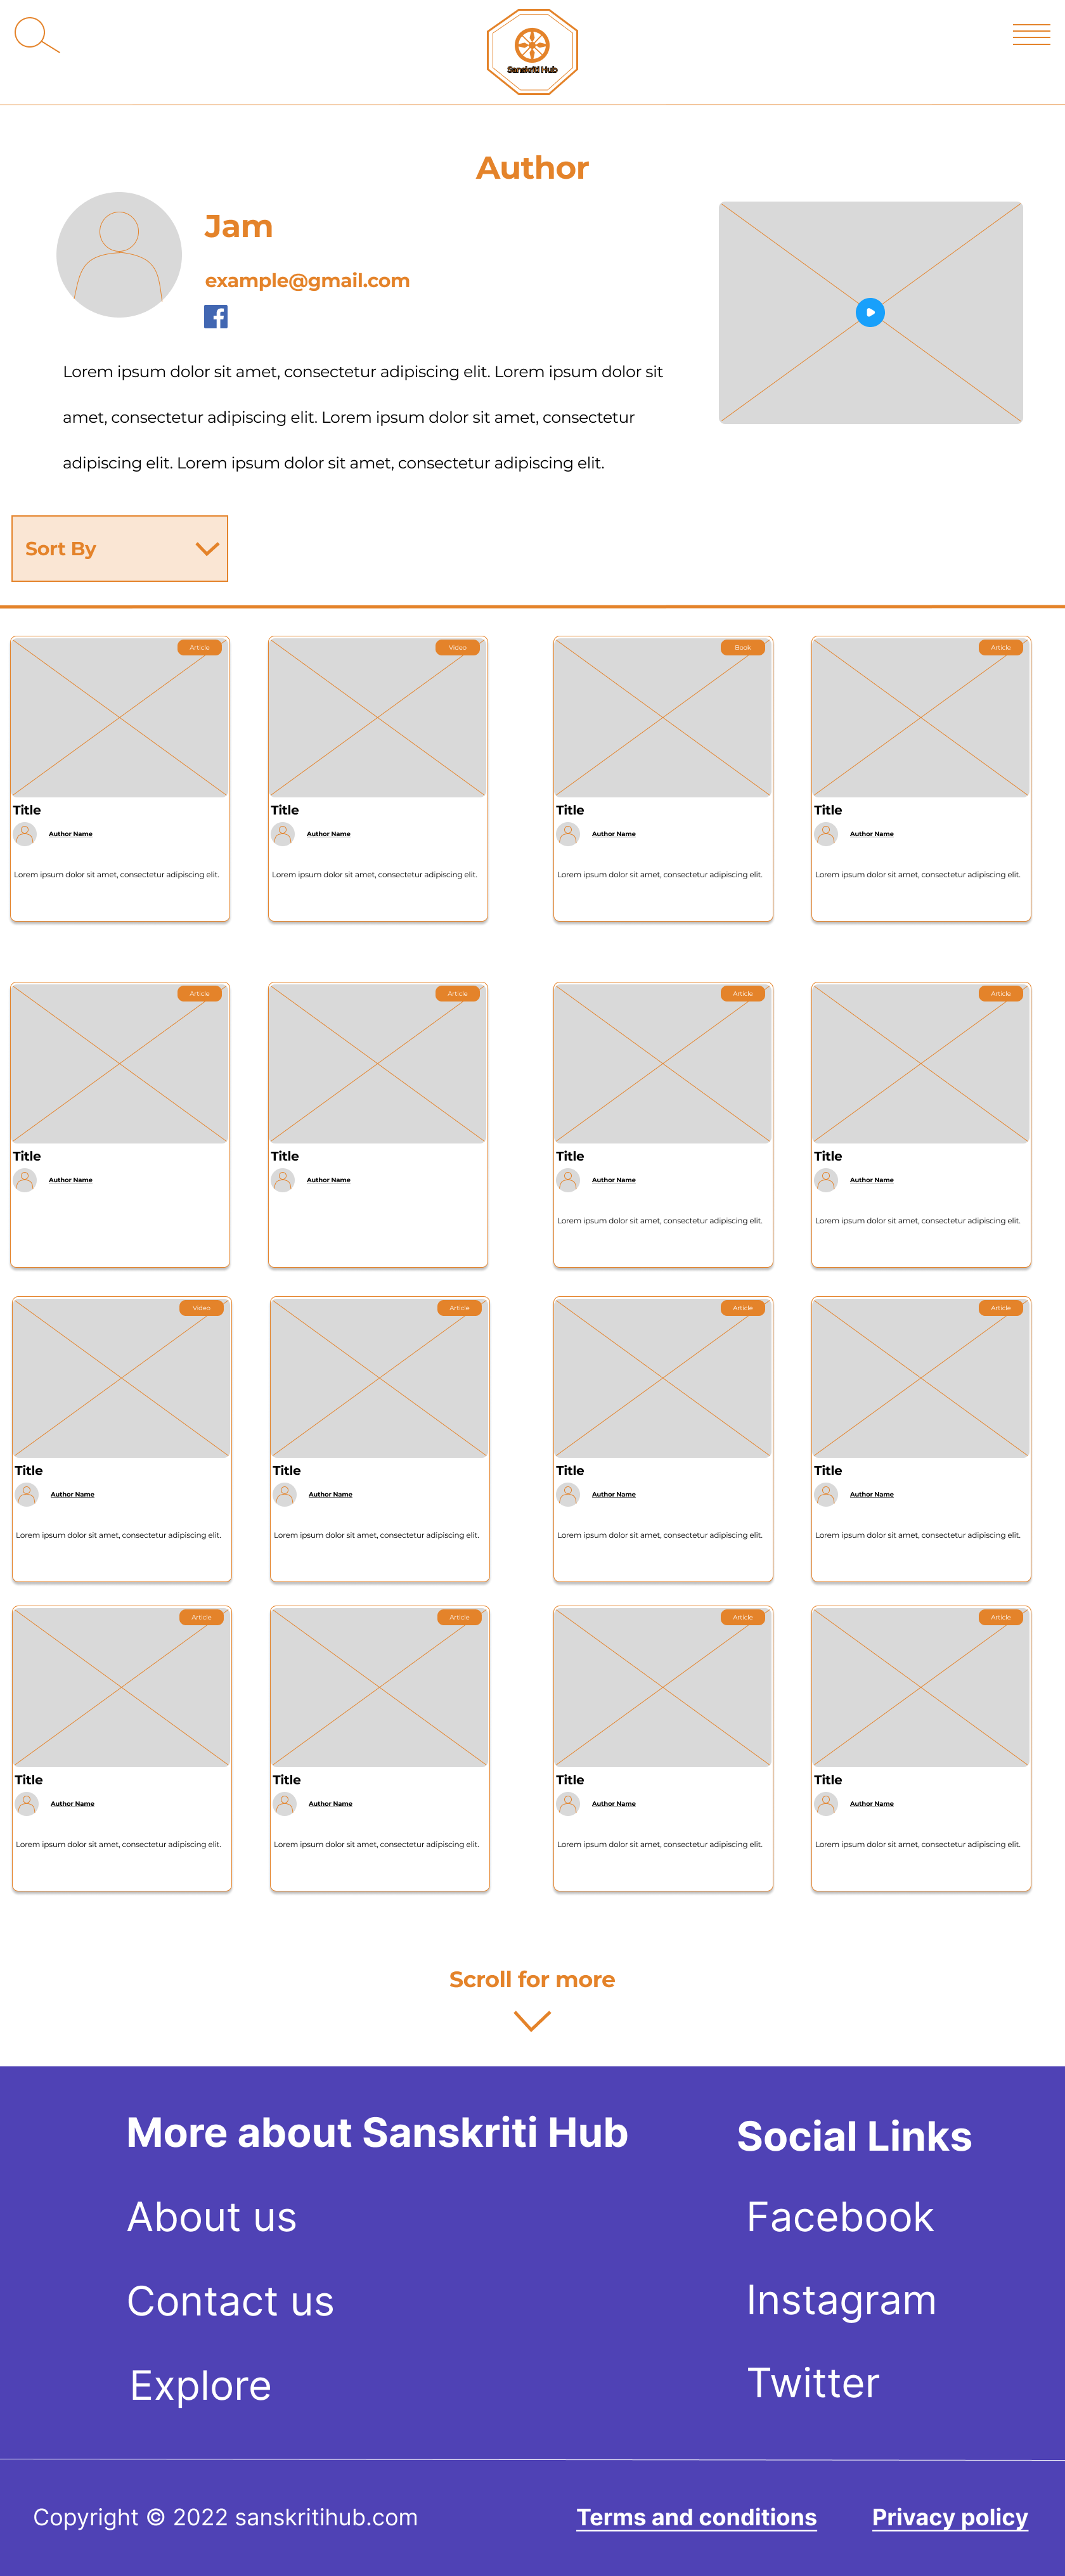 Sanskriti Hub
Author
Jam
example@gmail.com
Lorem ipsum dolor sit amet, consectetur adipiscing elit. Lorem ipsum dolor sit
amet, consectetur adipiscing elit. Lorem ipsum dolor sit amet, consectetur
adipiscing elit. Lorem ipsum dolor sit amet, consectetur adipiscing elit.
Sort By
Article
Video
Book
Article
Title
Title
Title
Title
Author Name
Author Name
Author Name
Author Name
Lorem ipsum dolor sit amet, consectetur adipiscing elit.
Lorem ipsum dolor sit amet, consectetur adipiscing elit.
Lorem ipsum dolor sit amet, consectetur adipiscing elit.
Lorem ipsum dolor sit amet, consectetur adipiscing elit.
Article
Article
Article
Article
Title
Title
Title
Title
Author Name
Author Name
Author Name
Author Name
Lorem ipsum dolor sit amet, consectetur adipiscing elit.
Lorem ipsum dolor sit amet, consectetur adipiscing elit.
Video
Article
Article
Article
Title
Title
Title
Title
Author Name
Author Name
Author Name
Author Name
Lorem ipsum dolor sit amet, consectetur adipiscing elit.
Lorem ipsum dolor sit amet, consectetur adipiscing elit.
Lorem ipsum dolor sit amet, consectetur adipiscing elit.
Lorem ipsum dolor sit amet, consectetur adipiscing elit.
Article
Article
Article
Article
Title
Title
Title
Title
Author Name
Author Name
Author Name
Author Name
Lorem ipsum dolor sit amet, consectetur adipiscing elit.
Lorem ipsum dolor sit amet, consectetur adipiscing elit.
Lorem ipsum dolor sit amet, consectetur adipiscing elit.
Lorem ipsum dolor sit amet, consectetur adipiscing elit.
Scroll for more
More about Sanskriti Hub
About us
Contact us
Explore
Social Links
Facebook
Instagram
Twitter
Copyright © 2022 sanskritihub.com
Terms and conditions
Privacy policy